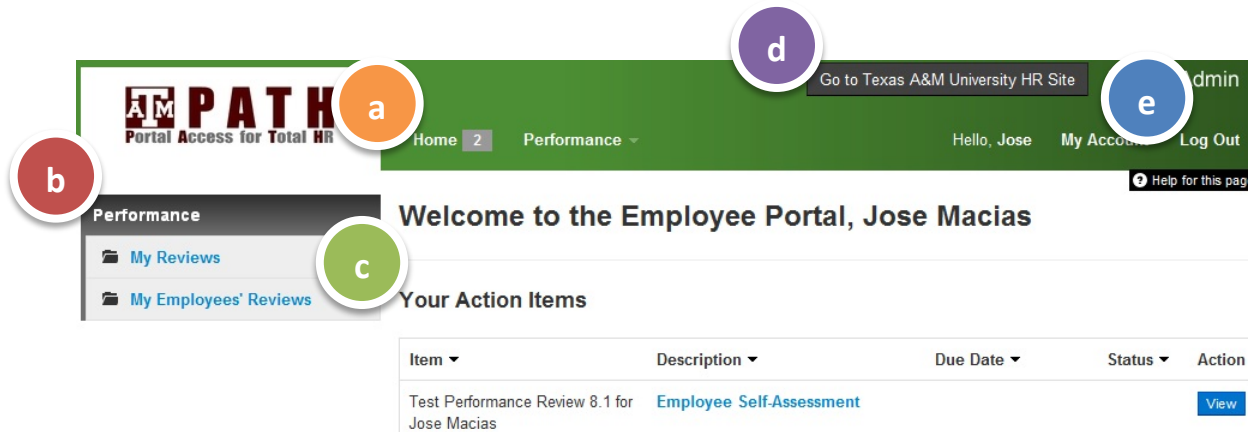 d
Go to Texas A&M University HR Site
e
a
ATM PATH
Portal Access for Total HR
Home 2 Performance Hello, Jose My Log Out
b
Help for this
Performance
Welcome to the Employee Portal, Jose Macias
My Reviews
c
My Employees' Reviews
Your Action Items
Item Description Due Date Status Action
Test Performance Review 8.1 for Employee Self-Assessment View
Jose Macias